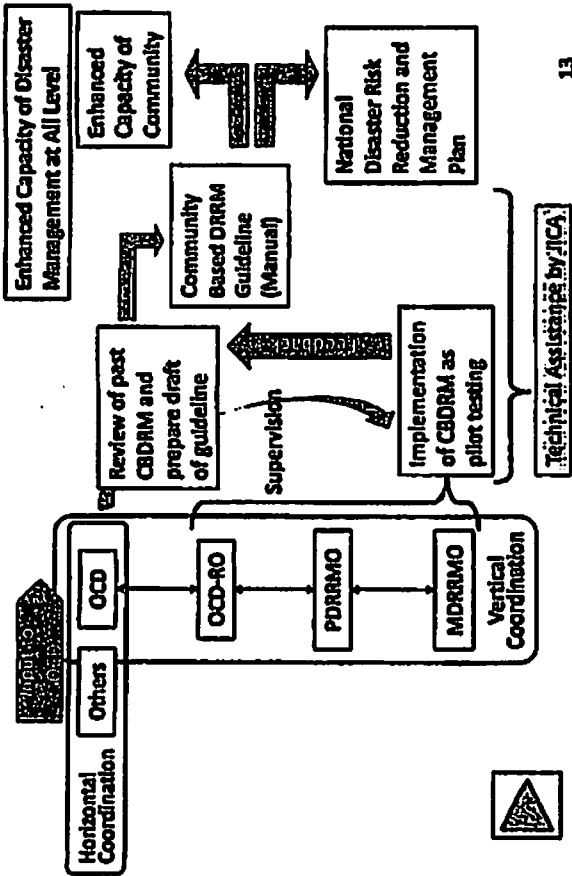 Enhanced Capacity of Disaster
Management at All Level
Horizontal
Coordination
Others
OCD
OCD-RO
PDRRMO
MDRRMO
Vertical
Coordination
Review of past
CBDRM and
prepare draft
of guideline
Supervision
Implementation
of CBDRM as
pilot testing
Community
Based DRRM
Guideline
(Manual)
Enhanced
Capacity of
Community
National
Disaster Risk
Reduction and
Management
Plan
Technical Assistance by JICA
13